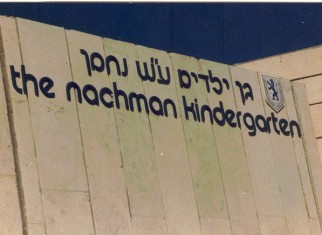 גן ילדים ע"ש נחמן
the nachman kindergarten